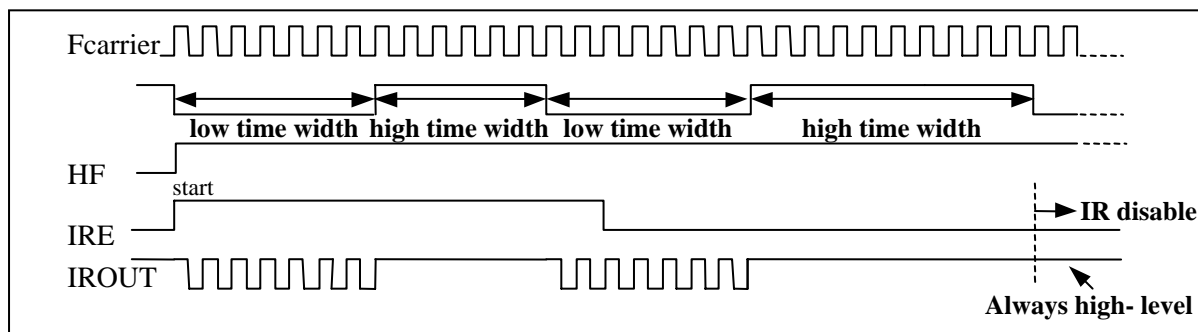 Fcarrier
low time width high time width low time width high time width
HF
start
IRE
IR disable
IROUT
Always high- level